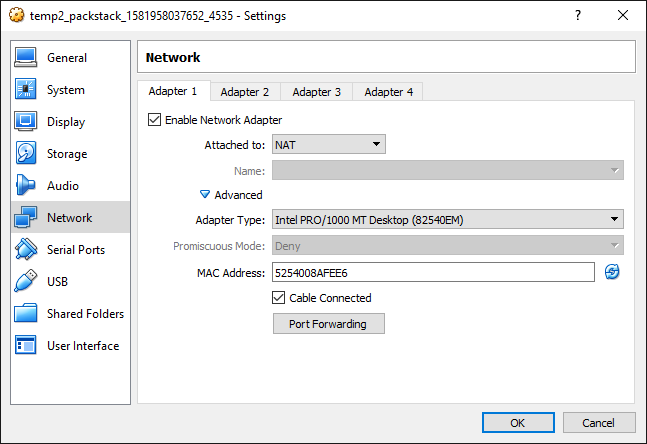 temp2_packstack_1581958037652_4535 - Settings
General
System
Display
Storage
Audio
Network
Serial Ports
USB
Shared Folders
User Interface
Network
Adapter 1 Adapter 2 Adapter 3 Adapter 4
Enable Network Adapter
Attached to: NAT
Name:
Advanced
Adapter Type: Intel PRO/1000 MT Desktop (82540EM)
Promiscuous Mode: Deny
MAC Address: 5254008AFEE6
Cable Connected
Port Forwarding
OK Cancel